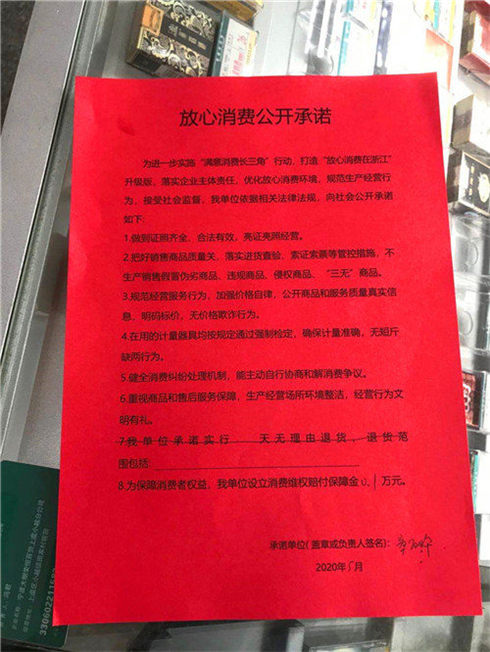 放心消费公开承诺
为进一步实施“满意消费长三角”行动，打造“放心消费在浙江”
升级版，落实企业主体责任，优化放心消费环境，规范生产经营行
为，接受社会监督，我单位依据相关法律法规，向社会公开承诺
如下：
1.做到证照齐全、合法有效，亮证亮照经营。
2.把好销售商品质量关，落实进货查验、索证索票等管控措施，不
生产销售假冒伪劣商品、违规商品、侵权商品、“三无”商品。
3.规范经营服务行为，加强价格自律，公开商品和服务质量真实信
息，明码标价，无价格欺诈行为。
4.在用的计量器具均按规定通过强制检定，确保计量准确，无短斤
缺两行为。
5.健全消费纠纷处理机制，能主动自行协商和解消费争议。
6.重视商品和售后服务保障，生产经营场所环境整洁，经营行为文
明有礼。
7.我单位承诺实行 天无理由退货，退货范
围包括：
8.为保障消费者权益，我单位设立消费维权赔付保障金0.1万元。
承诺单位（盖章或负责人签名）：
2020年5月